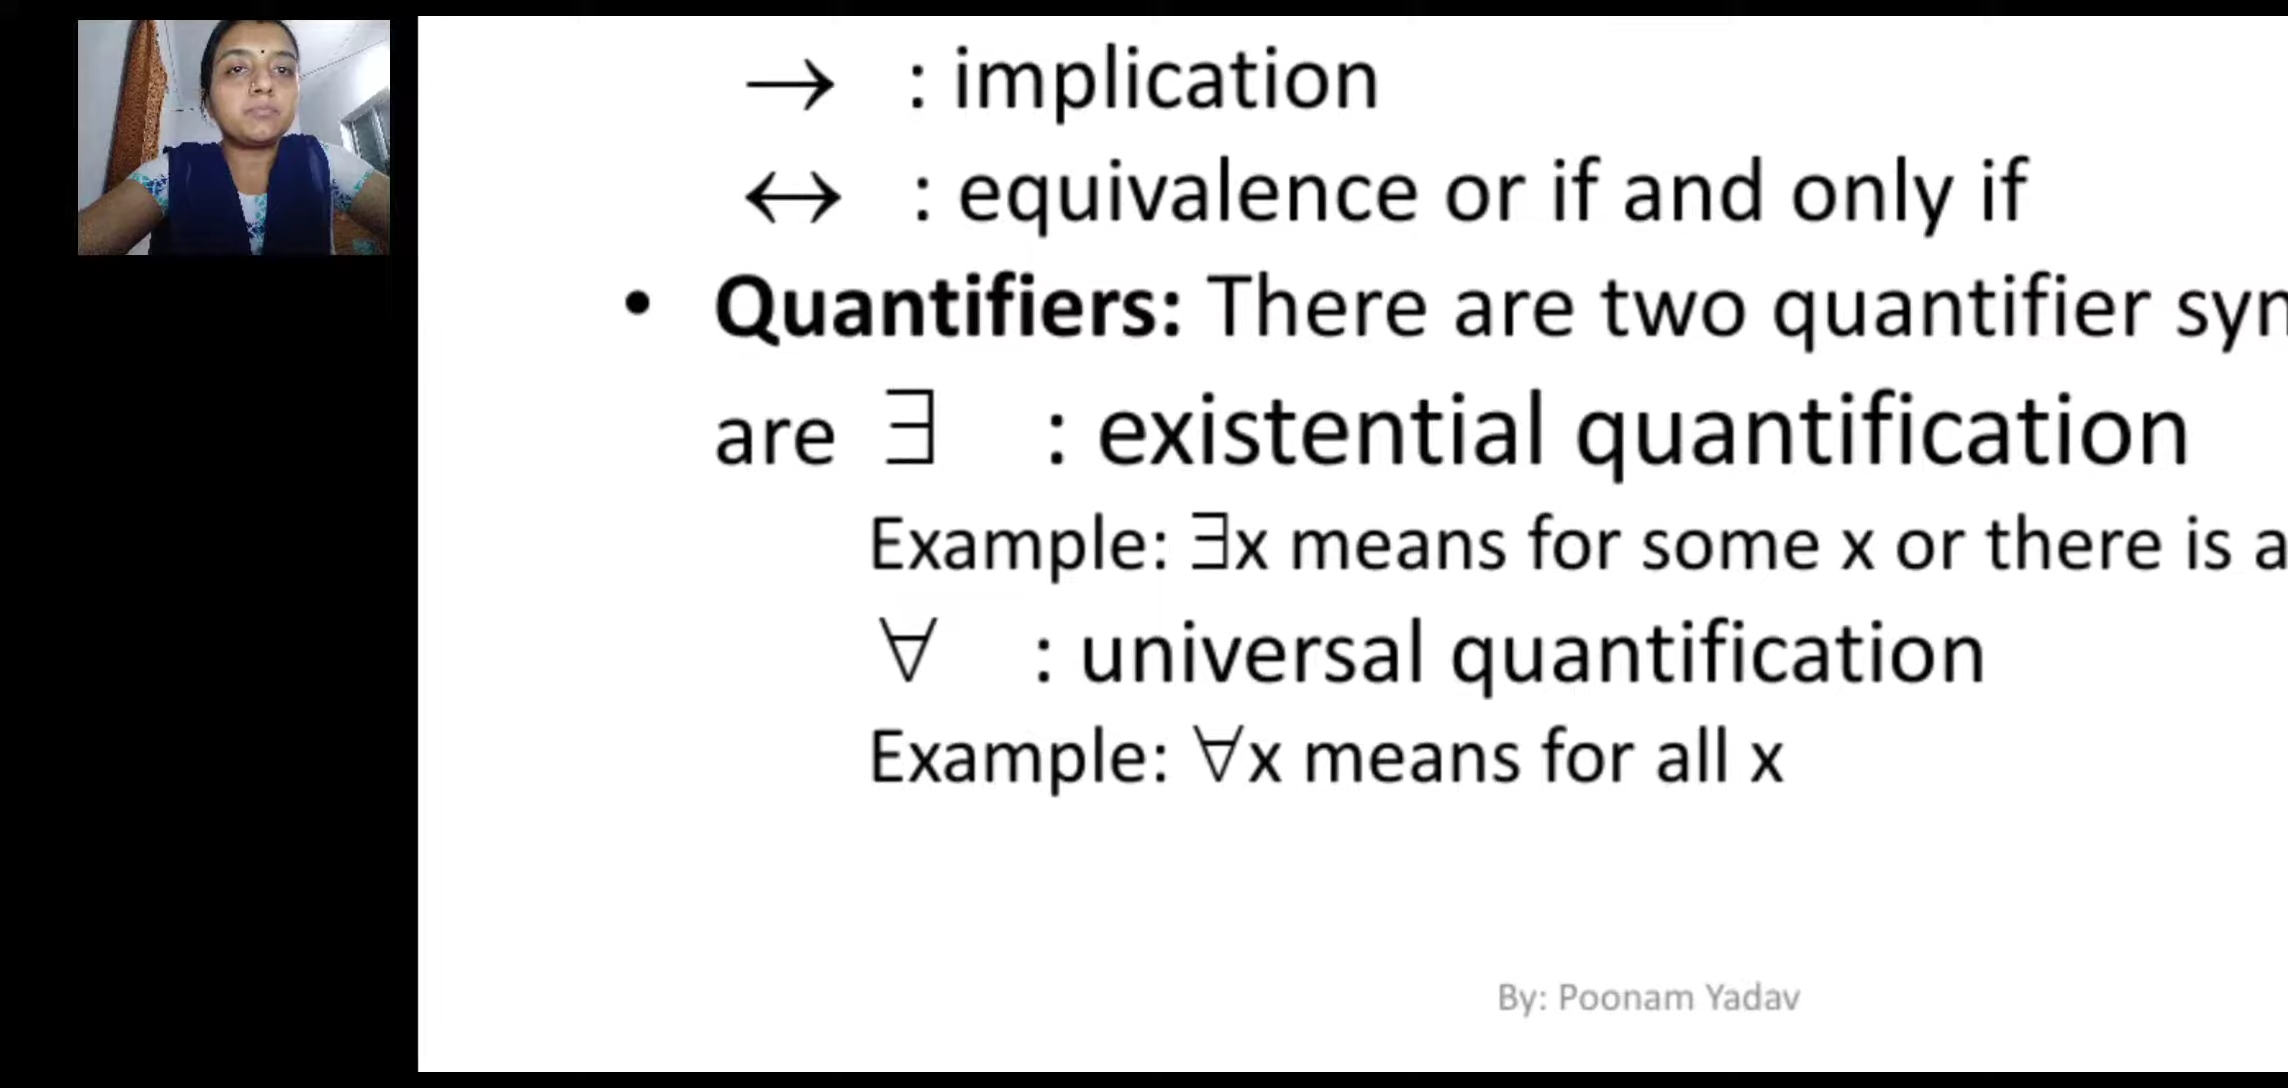 → : implication
↔ : equivalence or if and only if
• Quantifiers: There are two quantifier
are ∃ : existential quantification
Example: ∃x means for some x or there is
∀ : universal quantification
Example: ∀x means for all x
By: Poonam Yadav